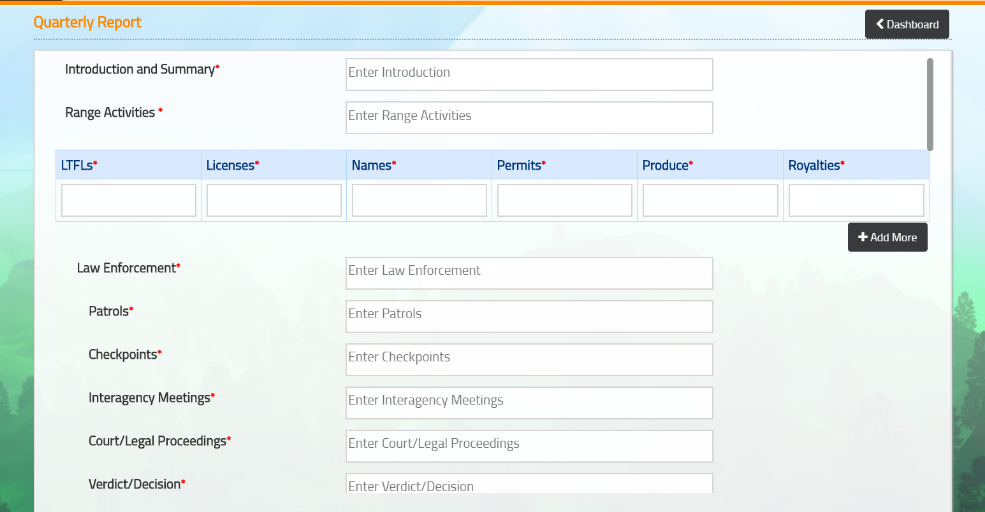 Quarterly Report
Dashboard
Introduction and Summary*
Enter Introduction
Range Activities *
Enter Range Activities
LTFLs* Licenses* Names* Permits* Produce* Royalties*
Add More
Law Enforcement*
Enter Law Enforcement
Patrols*
Enter Patrols
Checkpoints*
Enter Checkpoints
Interagency Meetings*
Enter Interagency Meetings
Court/Legal Proceedings*
Enter Court/Legal Proceedings
Verdict/Decision*
Enter Verdict/Decision